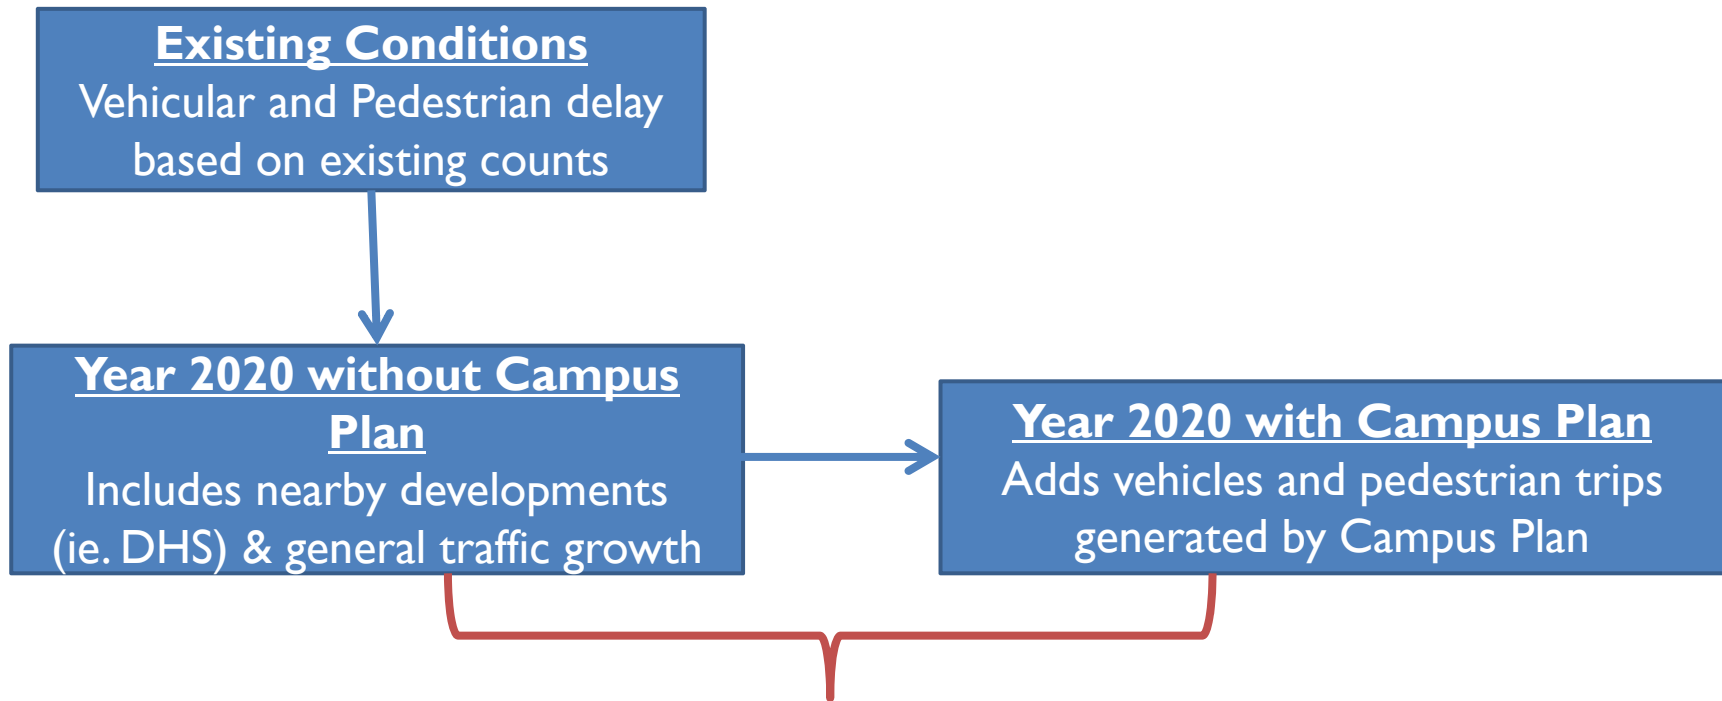 Existing Conditions
Vehicular and Pedestrian delay
based on existing counts
Year 2020 without Campus
Plan
Includes nearby developments
(ie. DHS) & general traffic growth
Year 2020 with Campus Plan
Adds vehicles and pedestrian trips
generated by Campus Plan